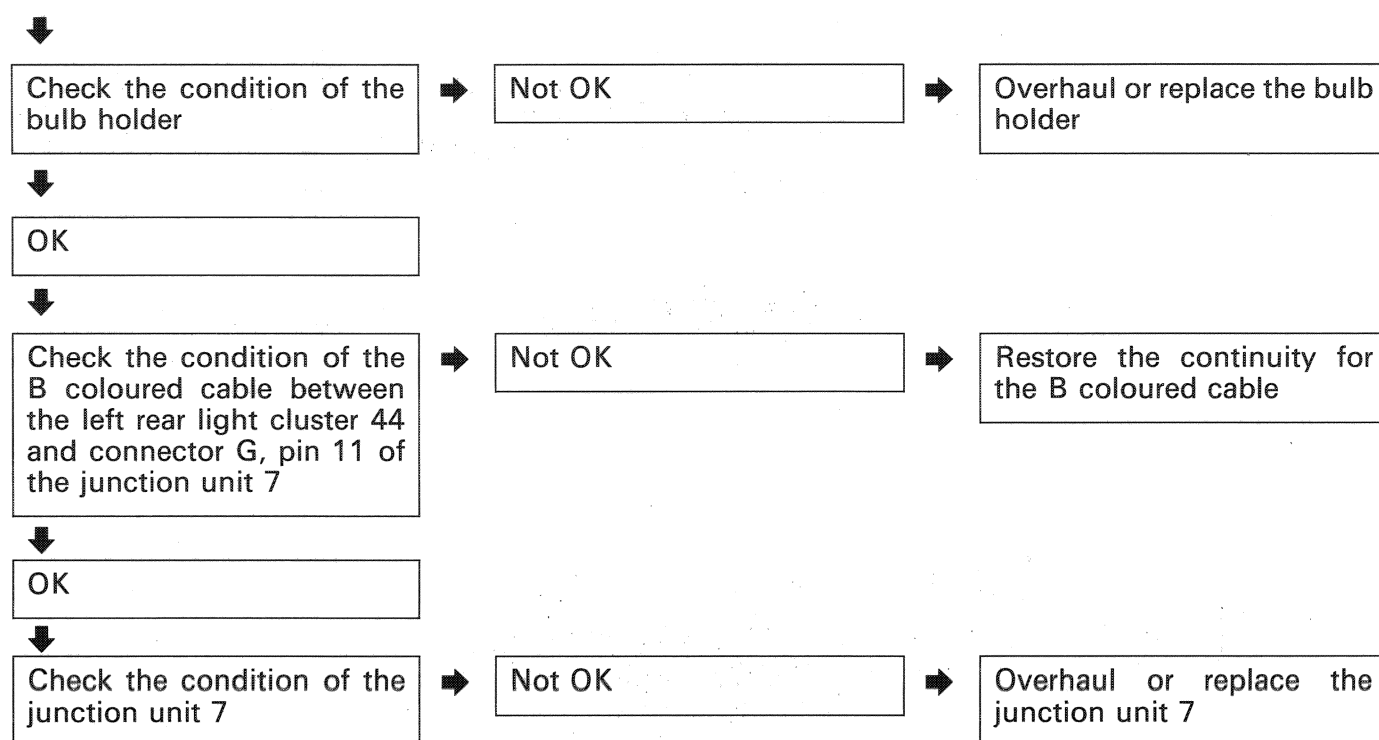 Check the condition of the
bulb holder
Not OK
Overhaul or replace the bulb
holder
OK
Check the condition of the
B coloured cable between
the left rear light cluster 44
and connector G, pin 11 of
the junction unit 7
Not OK
Restore the continuity for
the B coloured cable
OK
Check the condition of the
junction unit 7
Not OK
Overhaul or replace the
junction unit 7